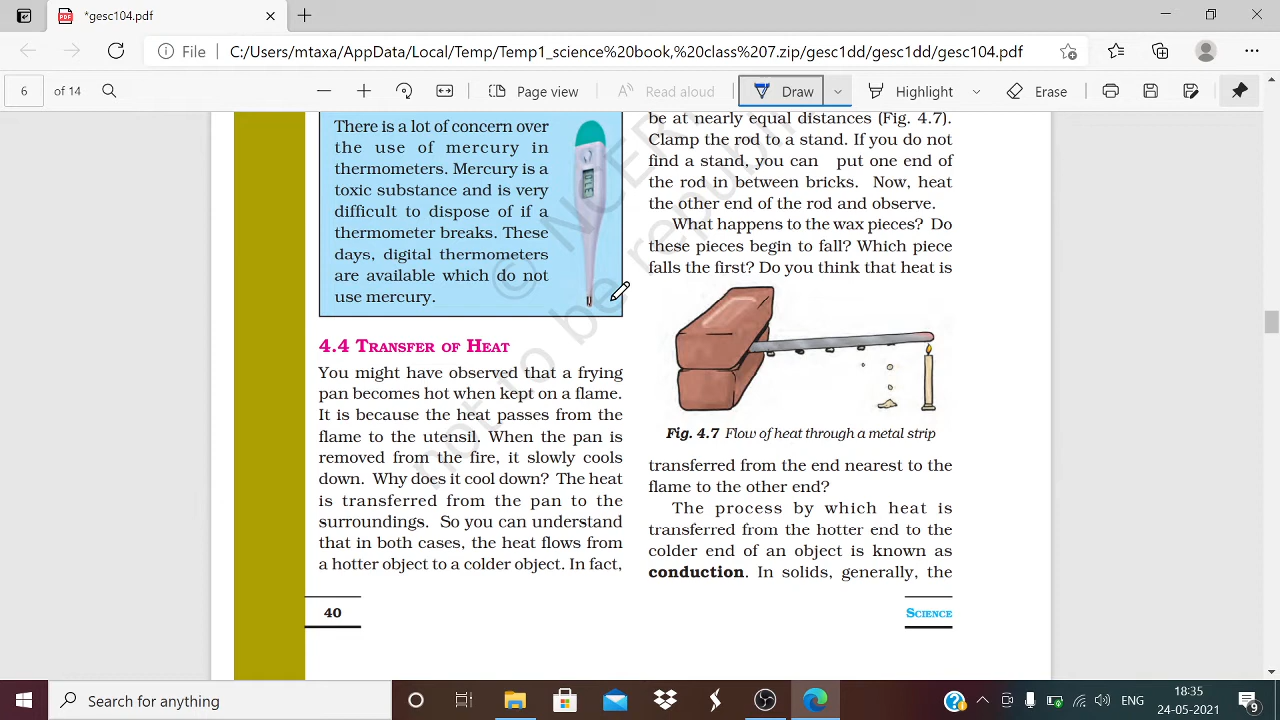 *gesc104.pdf
File
C:/Users/mtaxa/AppData/Local/Temp/Temp1_science%20book,%20class%207.zip/gesc1dd/gesc1dd/gesc104.pdf
6 of 14
Page view
Read aloud
Draw
Highlight
Erase
There is a lot of concern over
the use of mercury in
thermometers. Mercury is a
toxic substance and is very
difficult to dispose of if a
thermometer breaks. These
days, digital thermometers
are available which do not
use mercury.
4.4 TRANSFER OF HEAT
You might have observed that a frying
pan becomes hot when kept on a flame.
It is because the heat passes from the
flame to the utensil. When the pan is
removed from the fire, it slowly cools
down. Why does it cool down? The heat
is transferred from the pan to the
surroundings. So you can understand
that in both cases, the heat flows from
a hotter object to a colder object. In fact,
40
be at nearly equal distances (Fig. 4.7).
Clamp the rod to a stand. If you do not
find a stand, you can put one end of
the rod in between bricks. Now, heat
the other end of the rod and observe.
What happens to the wax pieces? Do
these pieces begin to fall? Which piece
falls the first? Do you think that heat is
Fig. 4.7 Flow of heat through a metal strip
transferred from the end nearest to the
flame to the other end?
The process by which heat is
transferred from the hotter end to the
colder end of an object is known as
conduction. In solids, generally, the
SCIENCE
not to be republi
© NCER
Search for anything
ENG
18:35
24-05-2021
9